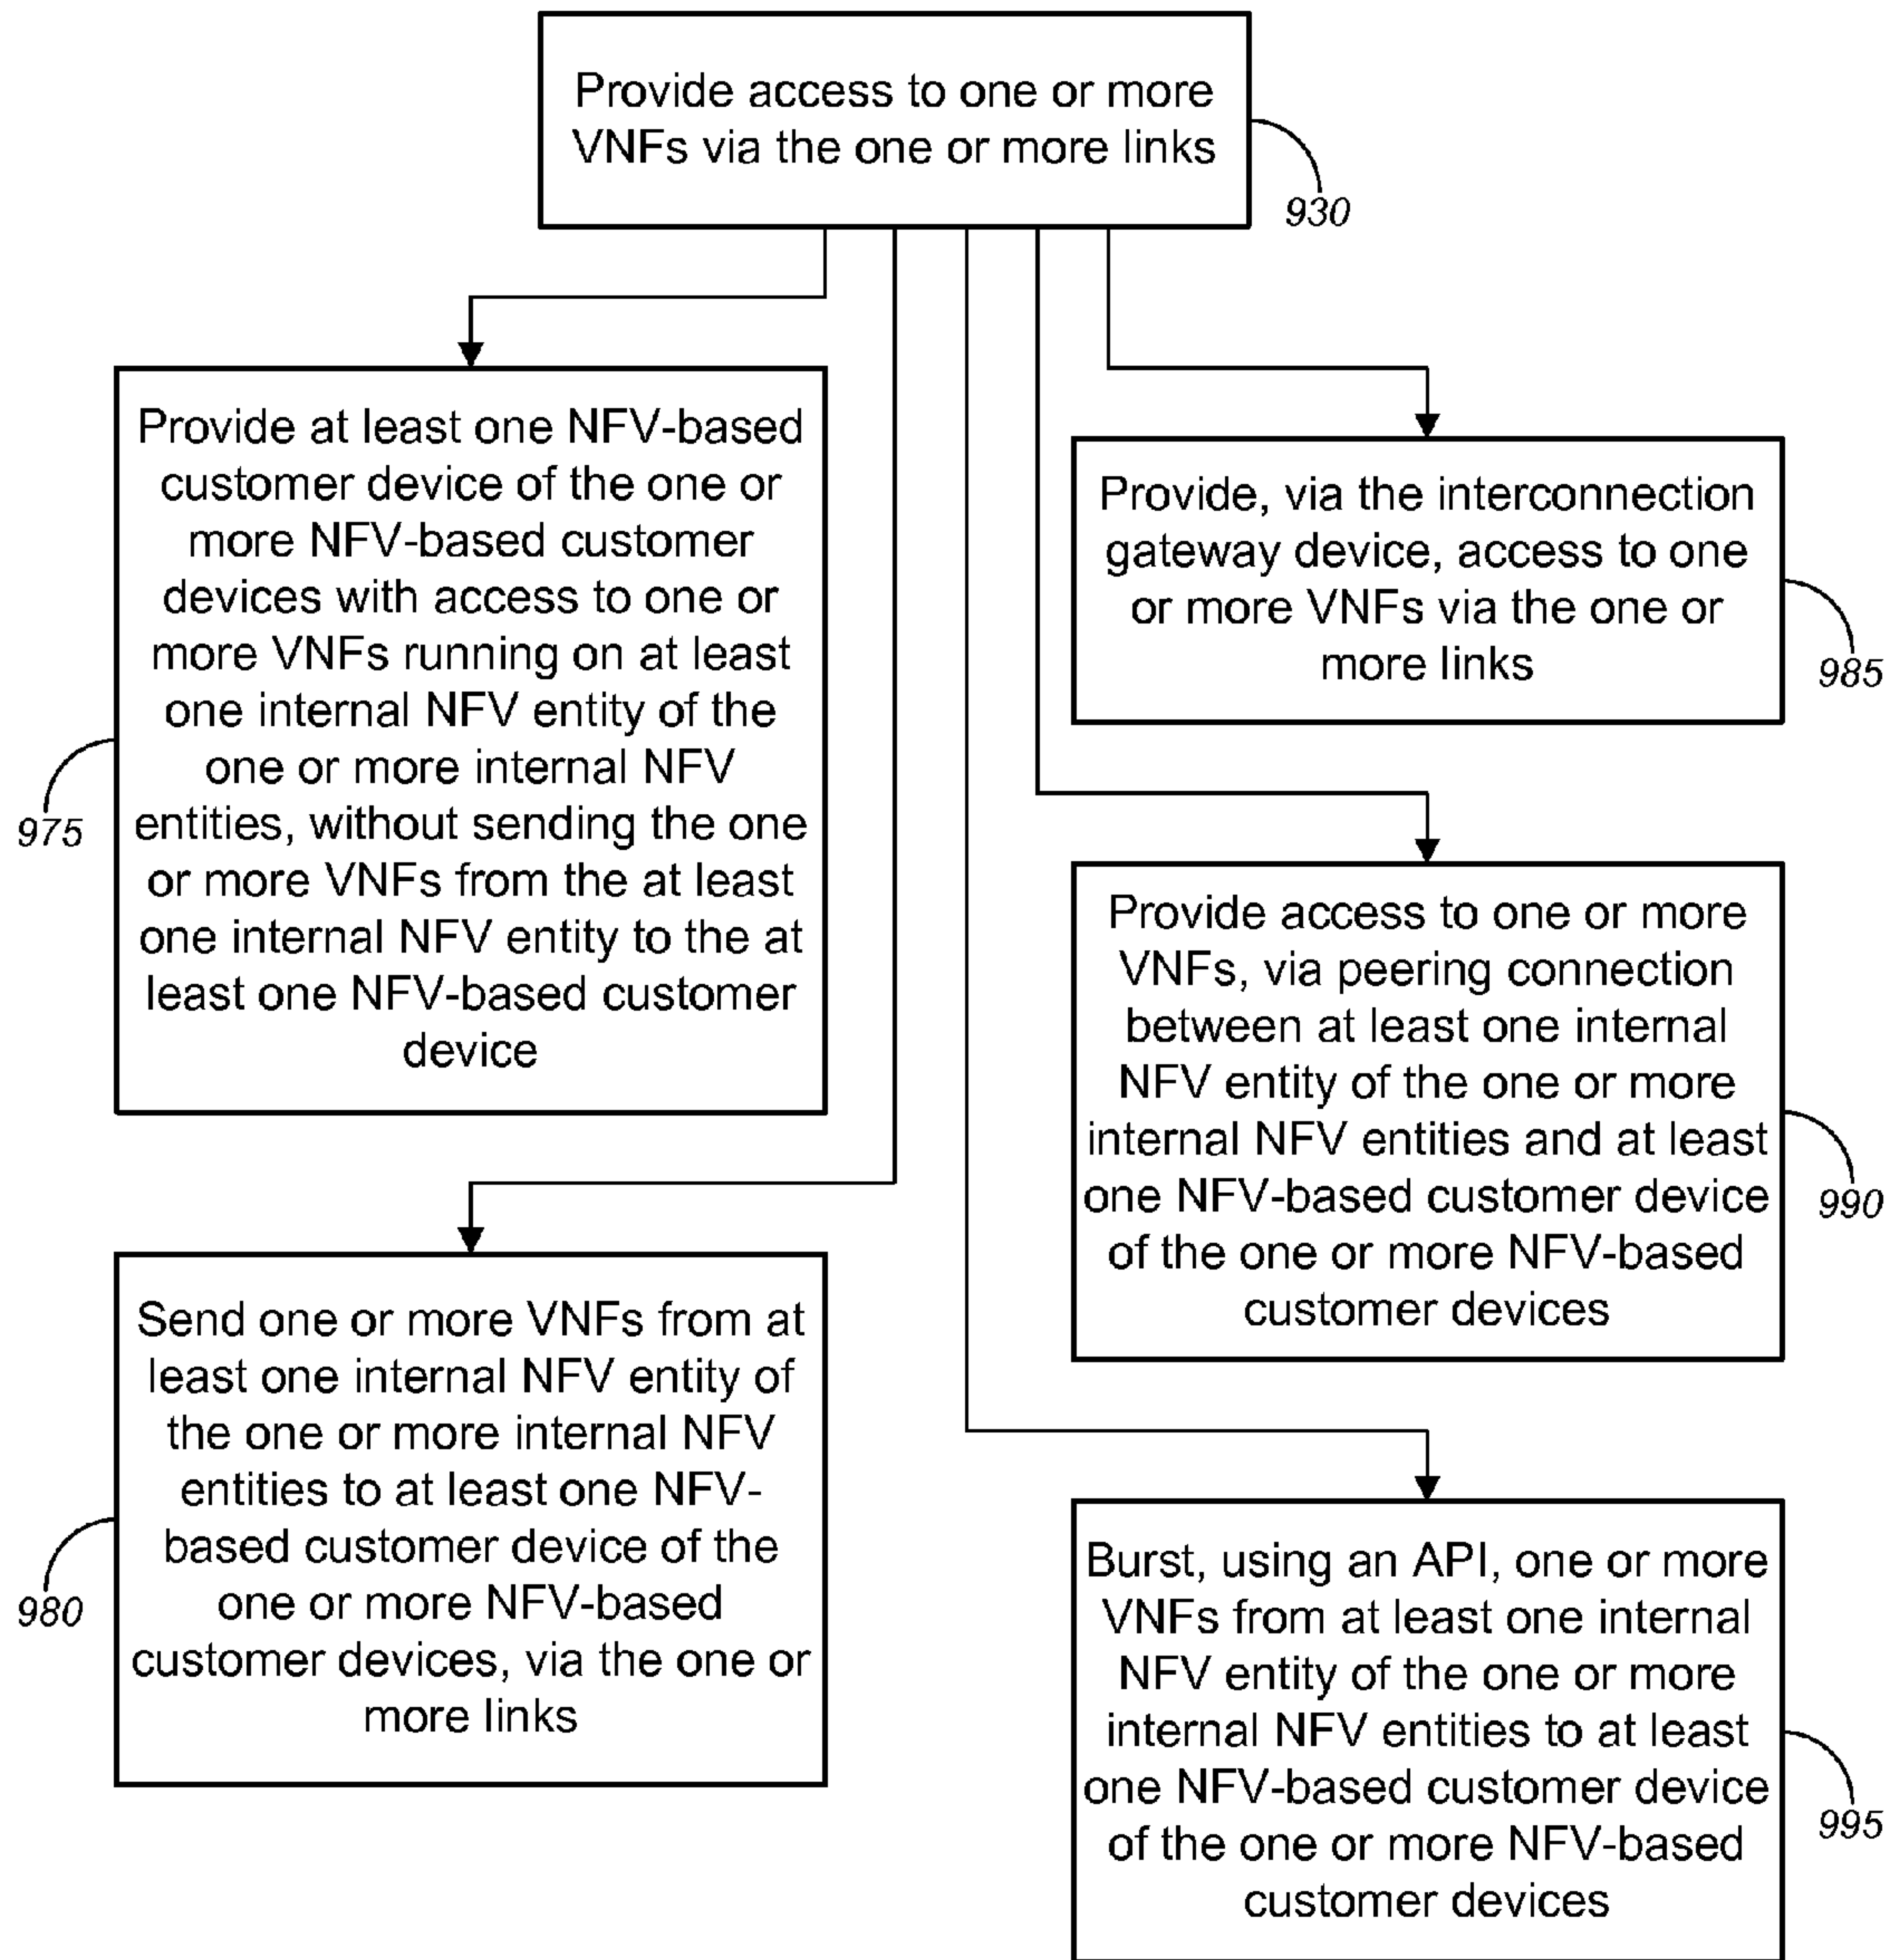 Provide access to one or more
VNFs via the one or more links
930
Provide at least one NFV-based
customer device of the one or
more NFV-based customer
devices with access to one or
more VNFs running on at least
one internal NFV entity of the
one or more internal NFV
entities, without sending the one
or more VNFs from the at least
one internal NFV entity to the at
least one NFV-based customer
device
975
Send one or more VNFs from at
least one internal NFV entity of
the one or more internal NFV
entities to at least one NFV-
based customer device of the
one or more NFV-based
customer devices, via the one or
more links
980
Provide, via the interconnection
gateway device, access to one
or more VNFs via the one or
more links
985
Provide access to one or more
VNFs, via peering connection
between at least one internal
NFV entity of the one or more
internal NFV entities and at least
one NFV-based customer device
of the one or more NFV-based
customer devices
990
Burst, using an API, one or more
VNFs from at least one internal
NFV entity of the one or more
internal NFV entities to at least
one NFV-based customer device
of the one or more NFV-based
customer devices
995